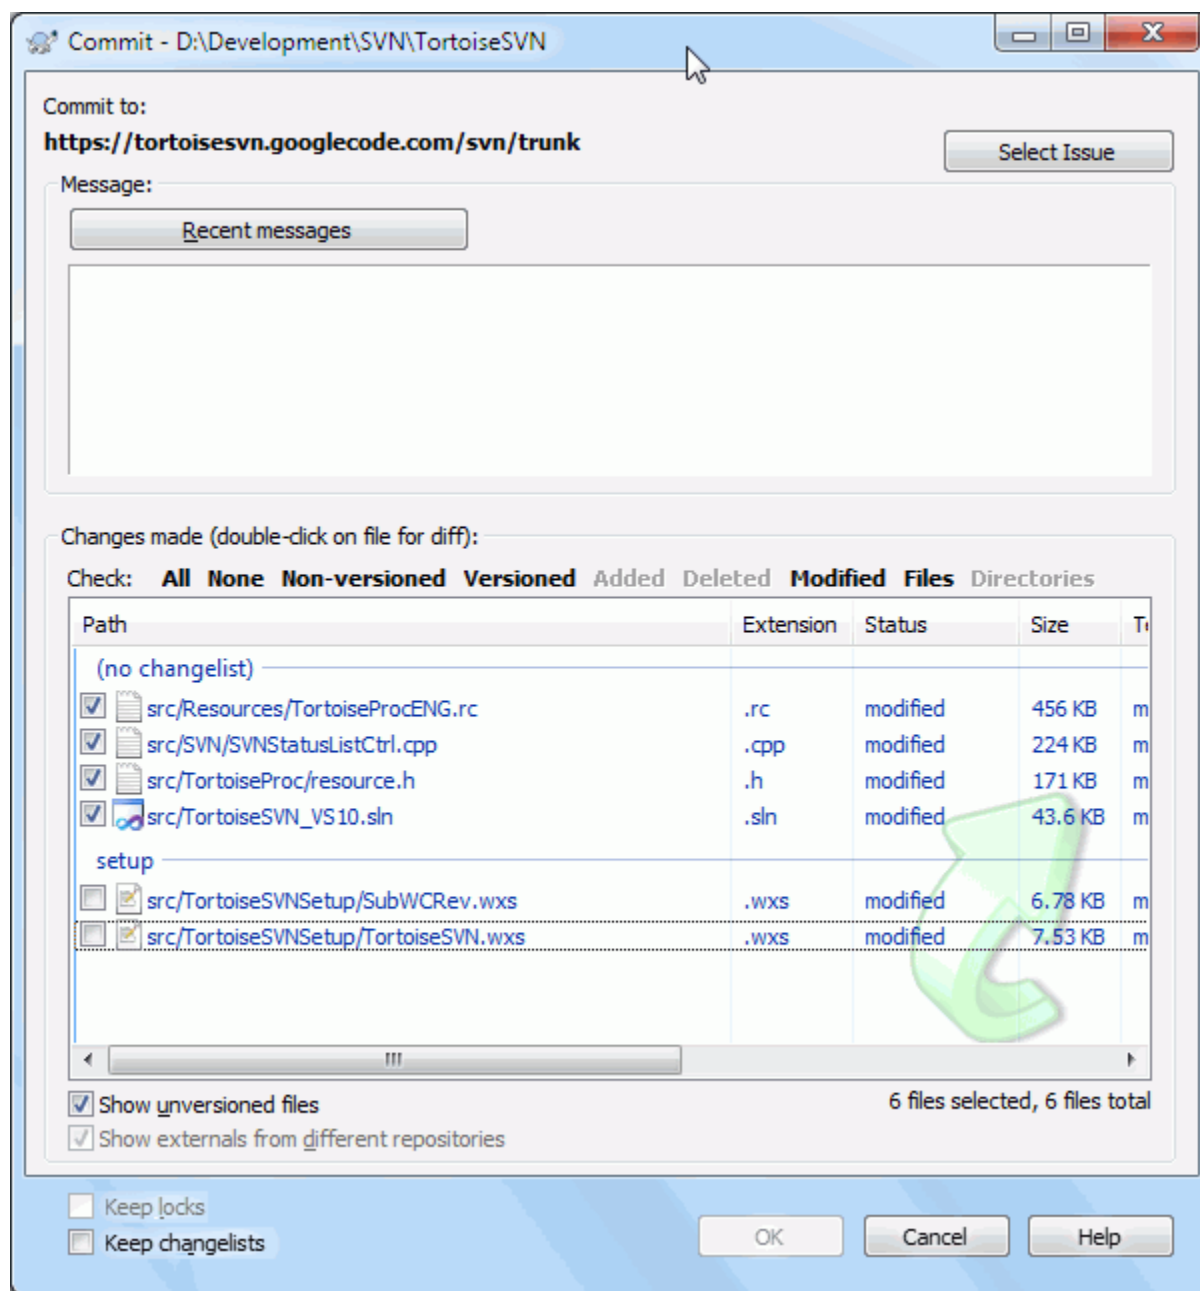 Commit - D:\Development\SVN\TortoiseSVN
Commit to:
https://tortoisesvn.googlecode.com/svn/trunk
Select Issue
Message:
Recent messages
Changes made (double-click on file for diff):
Check: All None Non-versioned Versioned Added Deleted Modified Files Directories
Path Extension Status Size
(no changelist)
src/Resources/TortoiseProcENG.rc .rc modified 456 KB m
src/SVN/SVNStatusListCtrl.cpp .cpp modified 224 KB m
src/TortoiseProc/resource.h .h modified 171 KB m
src/TortoiseSVN_VS10.sln .sln modified 43.6 KB m
setup
src/TortoiseSVNSetup/SubWCRev.wxs .wxs modified 6.78 KB m
src/TortoiseSVNSetup/TortoiseSVN.wxs .wxs modified 7.53 KB m
Show unversioned files
6 files selected, 6 files total
Show externals from different repositories
Keep locks
Keep changelists
OK Cancel Help